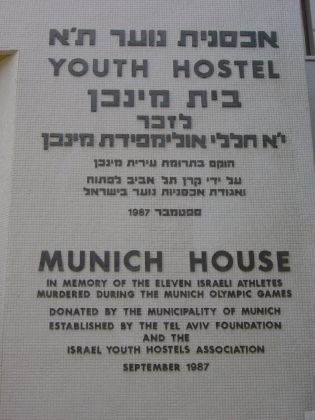 אכסנית נוער ת"א
YOUTH HOSTEL
בית מינכן
לזכר
י"א חללי אולימפידת מינכן
הוקם בתרומת עירית מינכן
על ידי קרן תל אביב לפתוח
ואגודת אכסניות נוער בישראל
ספטמבר 1987
MUNICH HOUSE
IN MEMORY OF THE ELEVEN ISRAELI ATHLETES
MURDERED DURING THE MUNICH OLYMPIC GAMES
DONATED BY THE MUNICIPALITY OF MUNICH
ESTABLISHED BY THE TEL AVIV FOUNDATION
AND THE
ISRAEL YOUTH HOSTELS ASSOCIATION
SEPTEMBER 1987